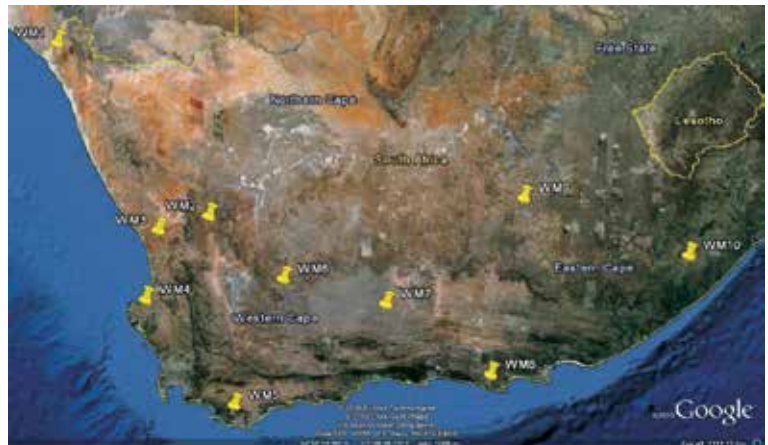 WM1
Free State
Northern Cape
Lesotho
South Africa
WM9
WM2
WM3
WM10
Eastern Cape
WM6
WM4
WM7
Western Cape
WM8
WM5
Google